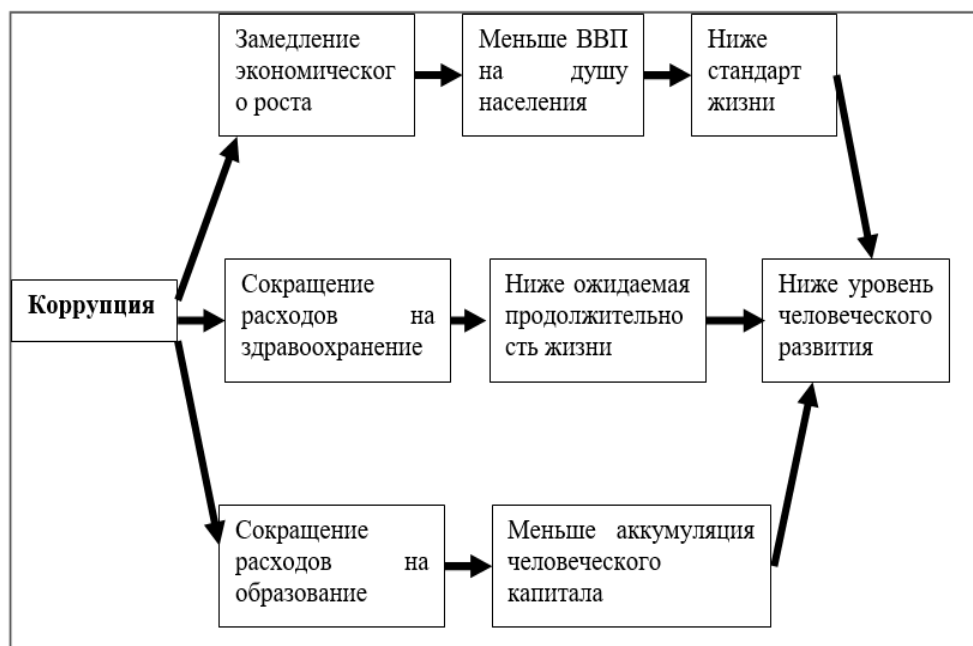 Замедление
экономическог
о роста
Меньше ВВП
на душу
населения
Ниже
стандарт
жизни
Коррупция
Сокращение
расходов на
здравоохранение
Ниже ожидаемая
продолжительно
сть жизни
Ниже уровень
человеческого
развития
Сокращение
расходов на
образование
Меньше аккумуляция
человеческого
капитала